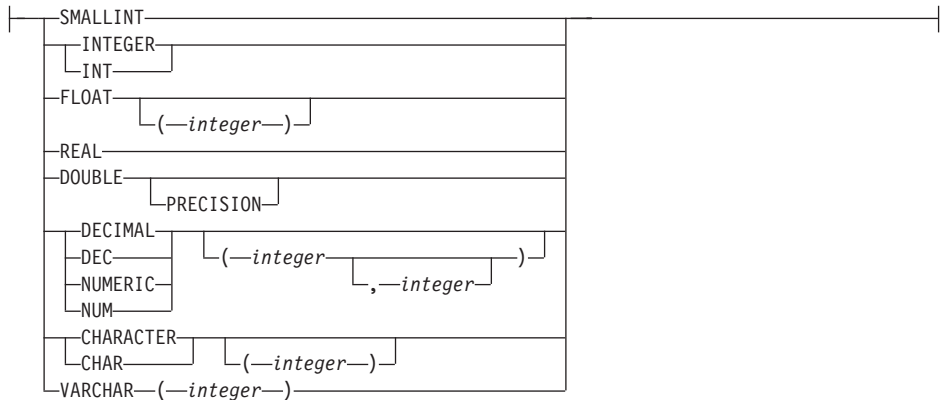 SMALLINT
INTEGER
INT
FLOAT
(integer)
REAL
DOUBLE
PRECISION
DECIMAL
(integer )
DEC
, integer
NUMERIC
NUM
CHARACTER
(integer)
CHAR
VARCHAR (integer)